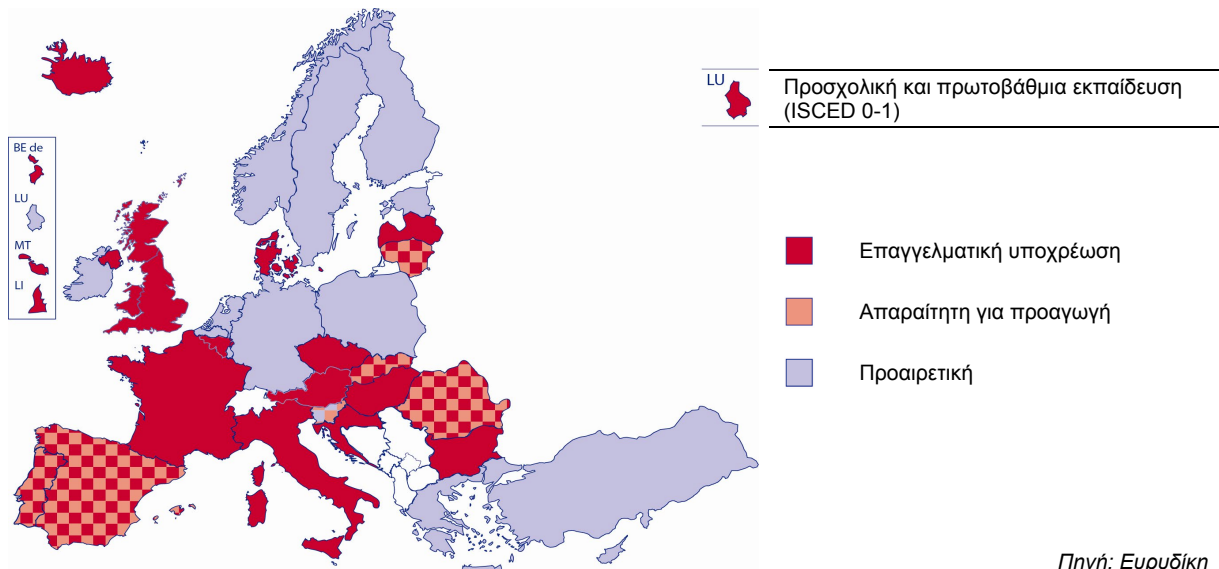 BE de
LU
MT
LI
LU
Προσχολική και πρωτοβάθμια εκπαίδευση
(ISCED 0-1)
Επαγγελματική υποχρέωση
Απαραίτητη για προαγωγή
Προαιρετική
Πηγή: Ευρυδίκη